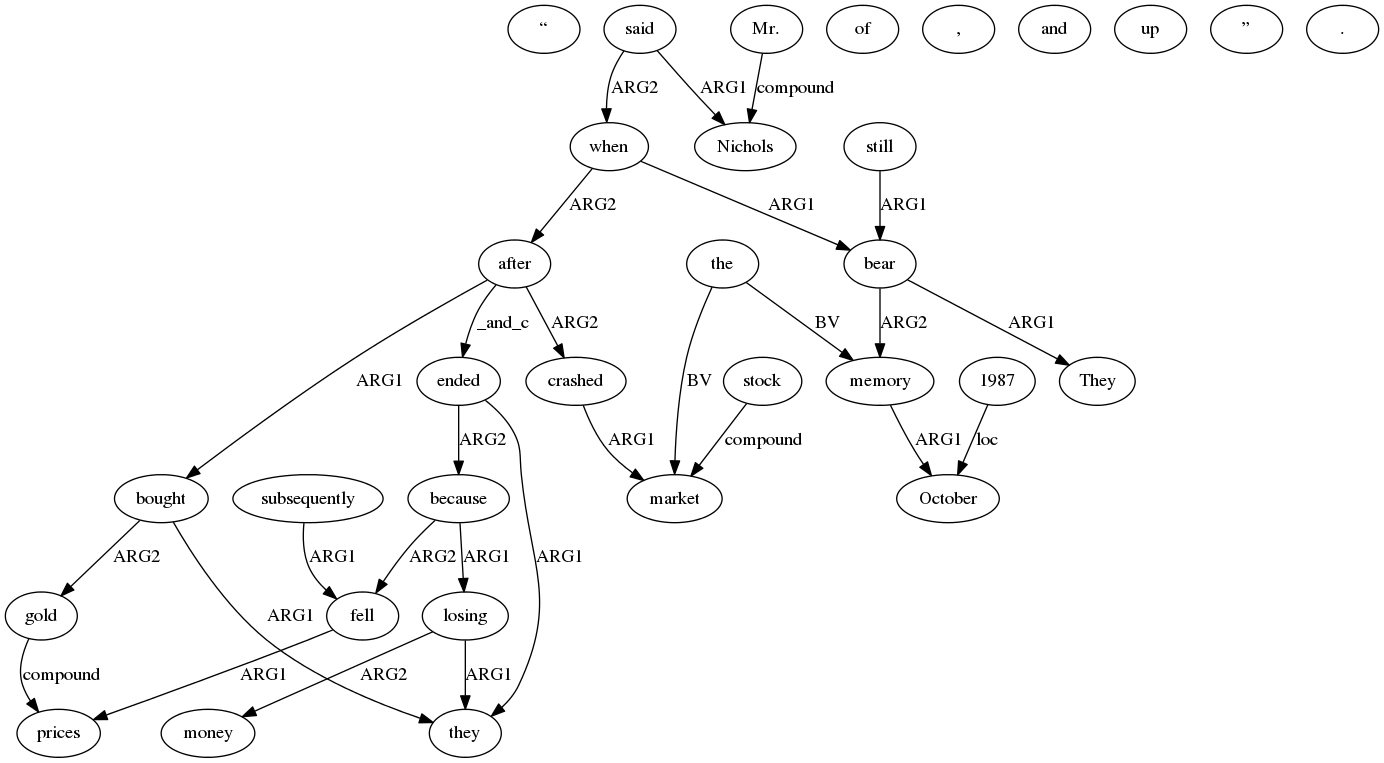 “ said Mr. of , and up ” .
ARG2 ARG1 compound
when Nichols still
ARG2 ARG1 ARG1
after the bear
_and_c ARG2 BV ARG2 ARG1
ARG1 ended crashed BV stock memory 1987 They
ARG2 ARG1 compound ARG1 loc
bought subsequently because market October
ARG2 ARG1 ARG2 ARG1 ARG1
gold ARG1 fell losing
compound ARG1 ARG2 ARG1
prices money they